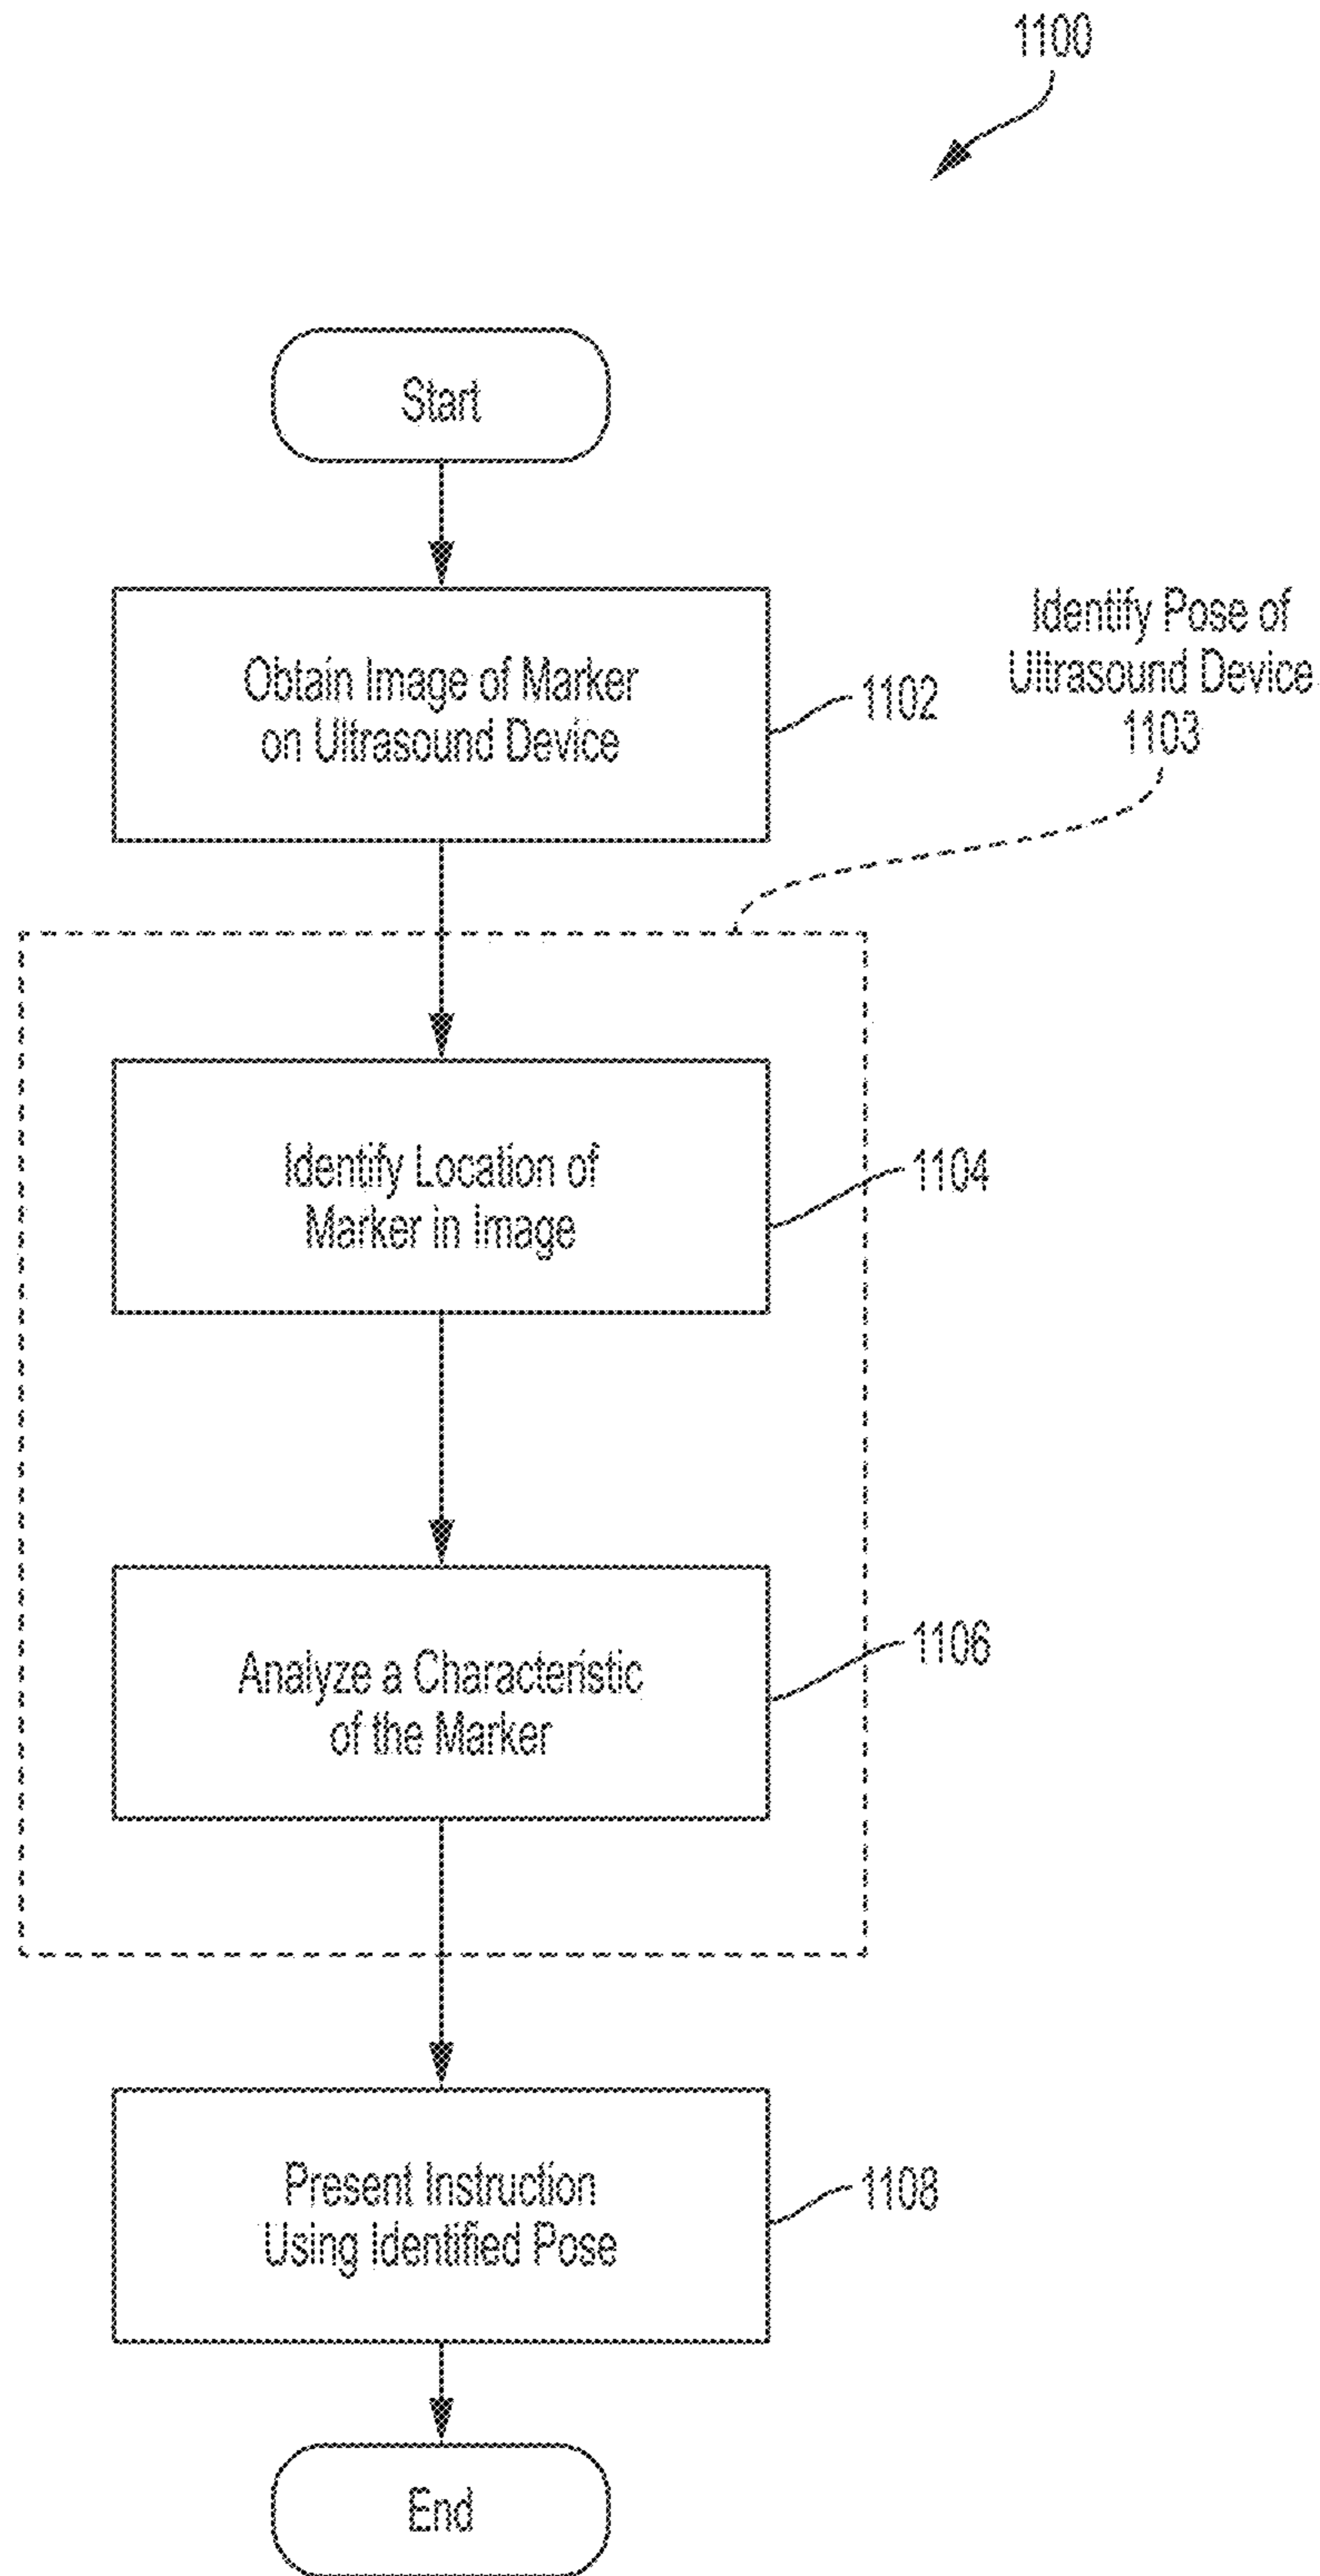 1100
Start
Obtain Image of Marker
on Ultrasound Device
1102
Identify Pose of
Ultrasound Device
1103
Identify Location of
Marker in Image
1104
Analyze a Characteristic
of the Marker
1106
Present Instruction
Using Identified Pose
1108
End